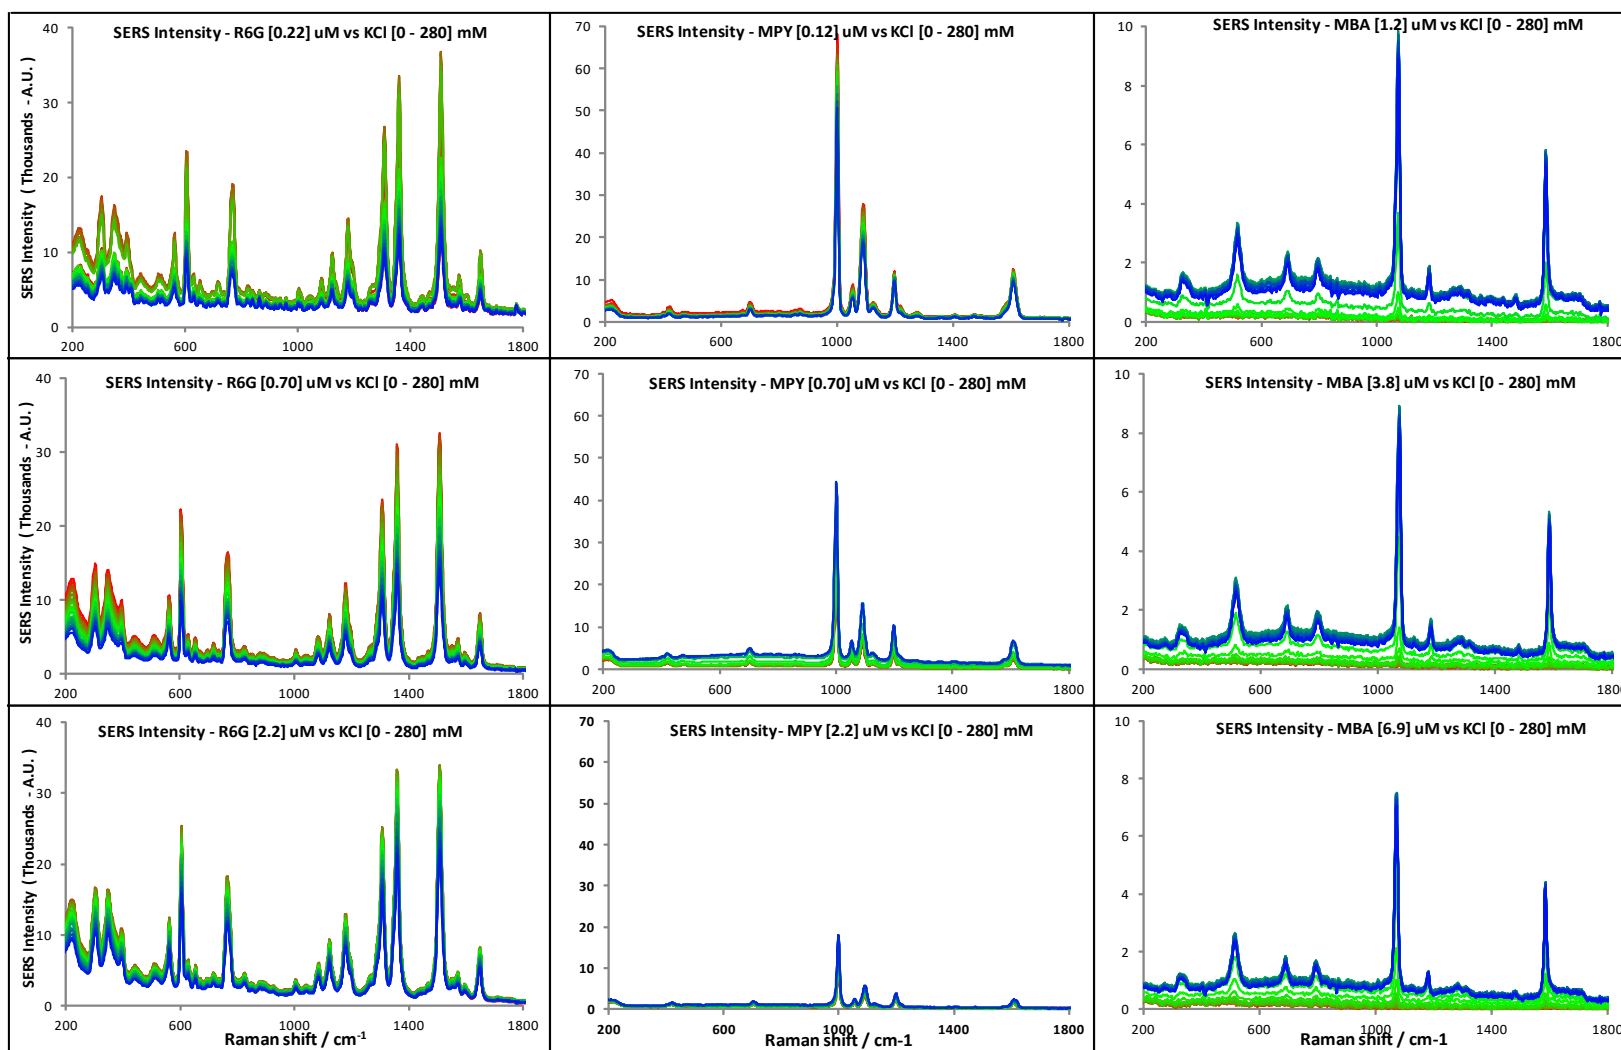 SERS Intensity - R6G [0.22] uM vs KCl [0 - 280] mM
SERS Intensity ( Thousands - A.U. )
40
30
20
10
0
200 600 1000 1400 1800
SERS Intensity - MPY [0.12] uM vs KCl [0 - 280] mM
70
60
50
40
30
20
10
0
200 600 1000 1400 1800
SERS Intensity - MBA [1.2] uM vs KCl [0 - 280] mM
10
8
6
4
2
0
200 600 1000 1400 1800
SERS Intensity - R6G [0.70] uM vs KCl [0 - 280] mM
SERS Intensity ( Thousands - A.U. )
40
30
20
10
0
200 600 1000 1400 1800
SERS Intensity - MPY [0.70] uM vs KCl [0 - 280] mM
70
60
50
40
30
20
10
0
200 600 1000 1400 1800
SERS Intensity - MBA [3.8] uM vs KCl [0 - 280] mM
10
8
6
4
2
0
200 600 1000 1400 1800
SERS Intensity - R6G [2.2] uM vs KCl [0 - 280] mM
SERS Intensity ( Thousands - A.U. )
40
30
20
10
0
200 600 1000 1400 1800
Raman shift / cm-1
SERS Intensity- MPY [2.2] uM vs KCl [0 - 280] mM
70
60
50
40
30
20
10
0
200 600 1000 1400 1800
Raman shift / cm-1
SERS Intensity - MBA [6.9] uM vs KCl [0 - 280] mM
10
8
6
4
2
0
200 600 1000 1400 1800
Raman shift / cm-1